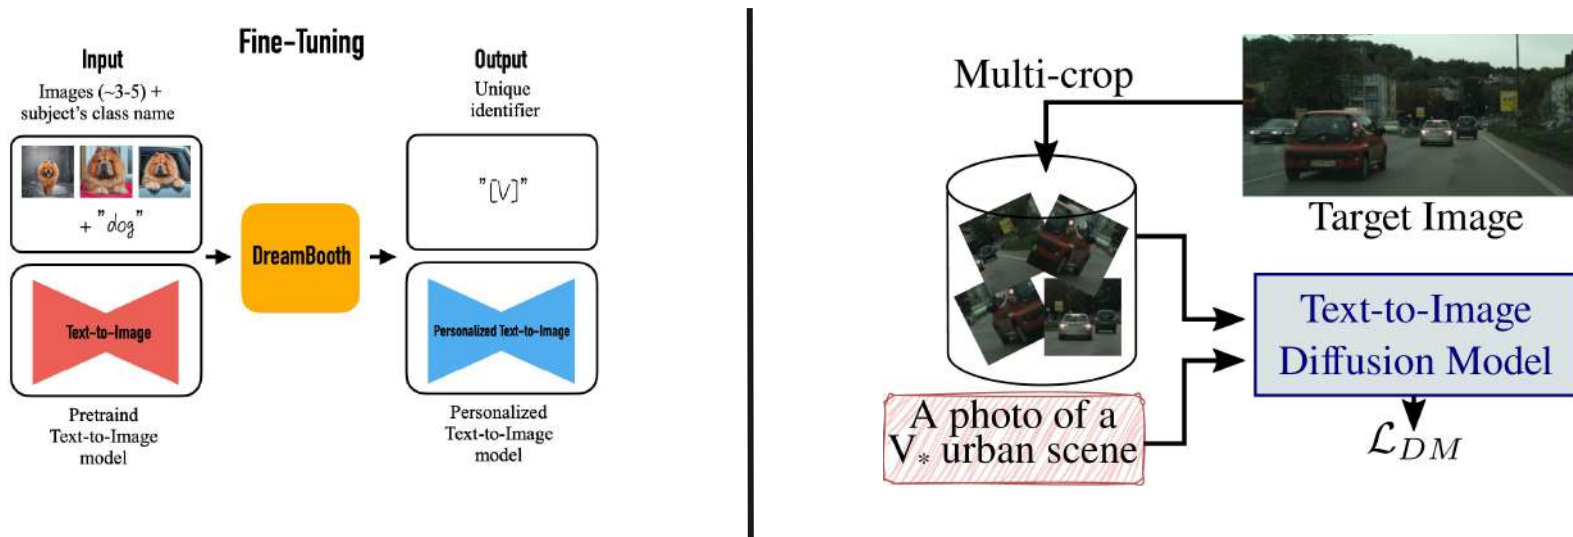 Fine-Tuning
Input
Images (~3-5) +
subject's class name
+ "dog"
Text-to-Image
Pretraind
Text-to-Image
model
DreamBooth
Output
Unique
identifier
"[V]"
Personalized Text-to-Image
Personalized
Text-to-Image
model
Multi-crop
Target Image
A photo of a
V* urban scene
Text-to-Image
Diffusion Model
ℒDM